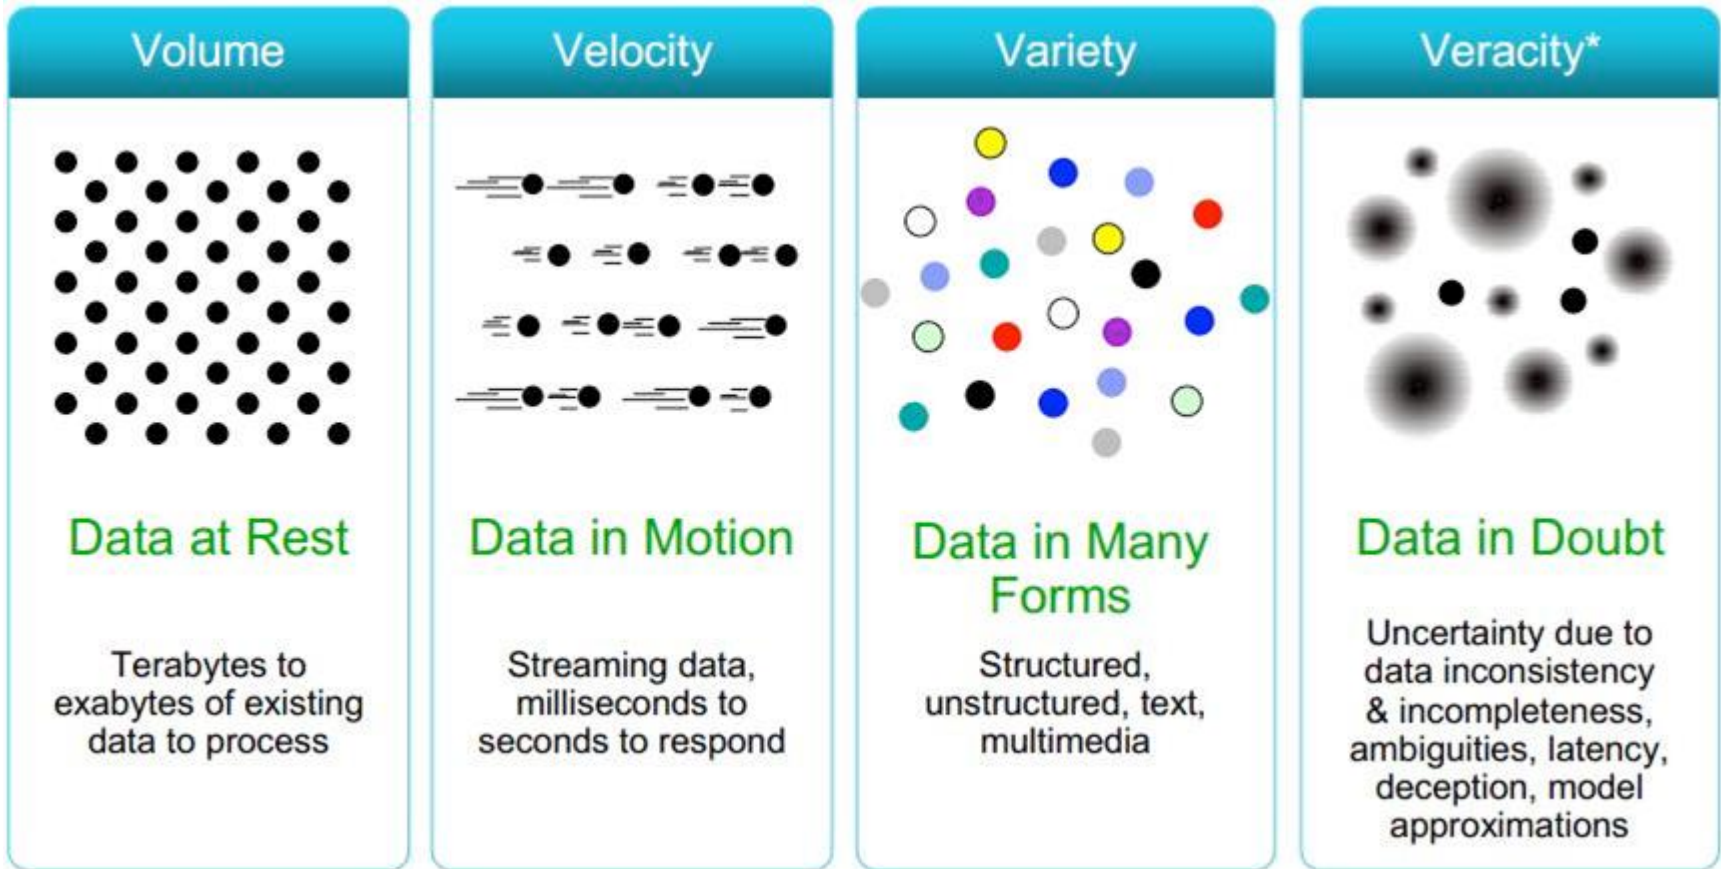 Volume
Data at Rest
Terabytes to
exabytes of existing
data to process
Velocity
Data in Motion
Streaming data,
milliseconds to
seconds to respond
Variety
Data in Many
Forms
Structured,
unstructured, text,
multimedia
Veracity*
Data in Doubt
Uncertainty due to
data inconsistency
& incompleteness,
ambiguities, latency,
deception, model
approximations